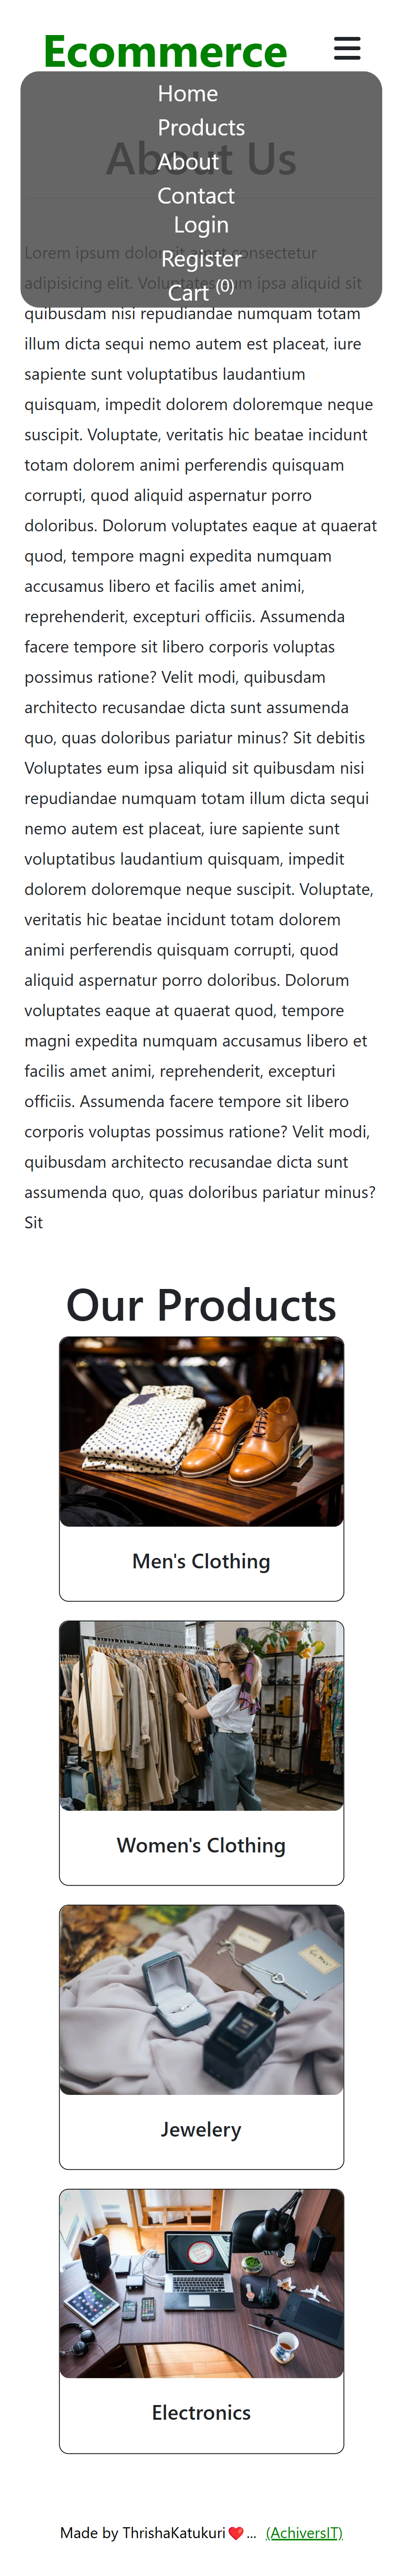 Ecommerce
Home
Products
About Us
About
Contact
Login
Register
Cart (0)
Lorem ipsum dolor sit amet consectetur
adipisicing elit. Voluptates eum ipsa aliquid sit
quibusdam nisi repudiandae numquam totam
illum dicta sequi nemo autem est placeat, iure
sapiente sunt voluptatibus laudantium
quisquam, impedit dolorem doloremque neque
suscipit. Voluptate, veritatis hic beatae incidunt
totam dolorem animi perferendis quisquam
corrupti, quod aliquid aspernatur porro
doloribus. Dolorum voluptates eaque at quaerat
quod, tempore magni expedita numquam
accusamus libero et facilis amet animi,
reprehenderit, excepturi officiis. Assumenda
facere tempore sit libero corporis voluptas
possimus ratione? Velit modi, quibusdam
architecto recusandae dicta sunt assumenda
quo, quas doloribus pariatur minus? Sit debitis
Voluptates eum ipsa aliquid sit quibusdam nisi
repudiandae numquam totam illum dicta sequi
nemo autem est placeat, iure sapiente sunt
voluptatibus laudantium quisquam, impedit
dolorem doloremque neque suscipit. Voluptate,
veritatis hic beatae incidunt totam dolorem
animi perferendis quisquam corrupti, quod
aliquid aspernatur porro doloribus. Dolorum
voluptates eaque at quaerat quod, tempore
magni expedita numquam accusamus libero et
facilis amet animi, reprehenderit, excepturi
officiis. Assumenda facere tempore sit libero
corporis voluptas possimus ratione? Velit modi,
quibusdam architecto recusandae dicta sunt
assumenda quo, quas doloribus pariatur minus?
Sit
Our Products
Men's Clothing
Women's Clothing
Jewelery
Electronics
Made by ThrishaKatukuri❤️... (AchiversIT)